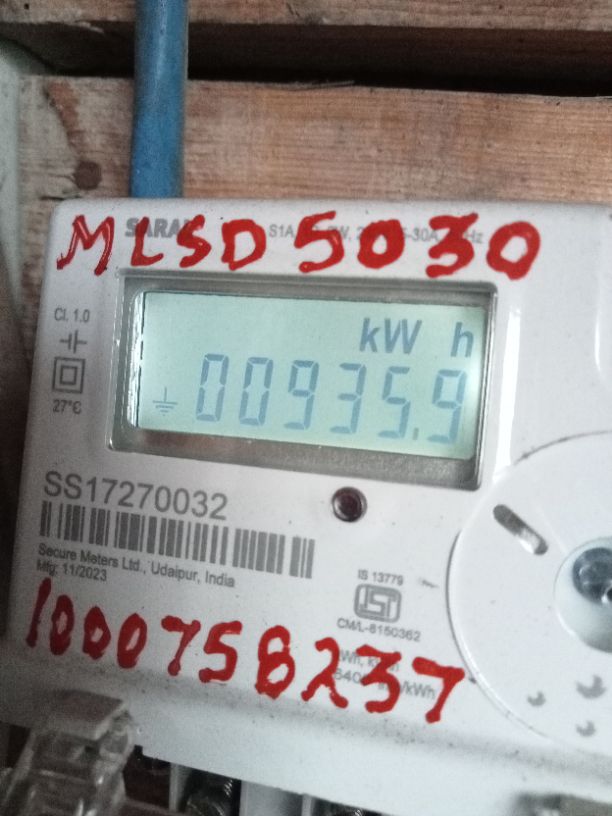 MLSD 5030
Cl. 1.0
27°C
kW h
00935.9
SS17270032
Secure Meters Ltd., Udaipur, India
Mfg: 11/2023
IS 13779
CM/L-8150362
1000758237